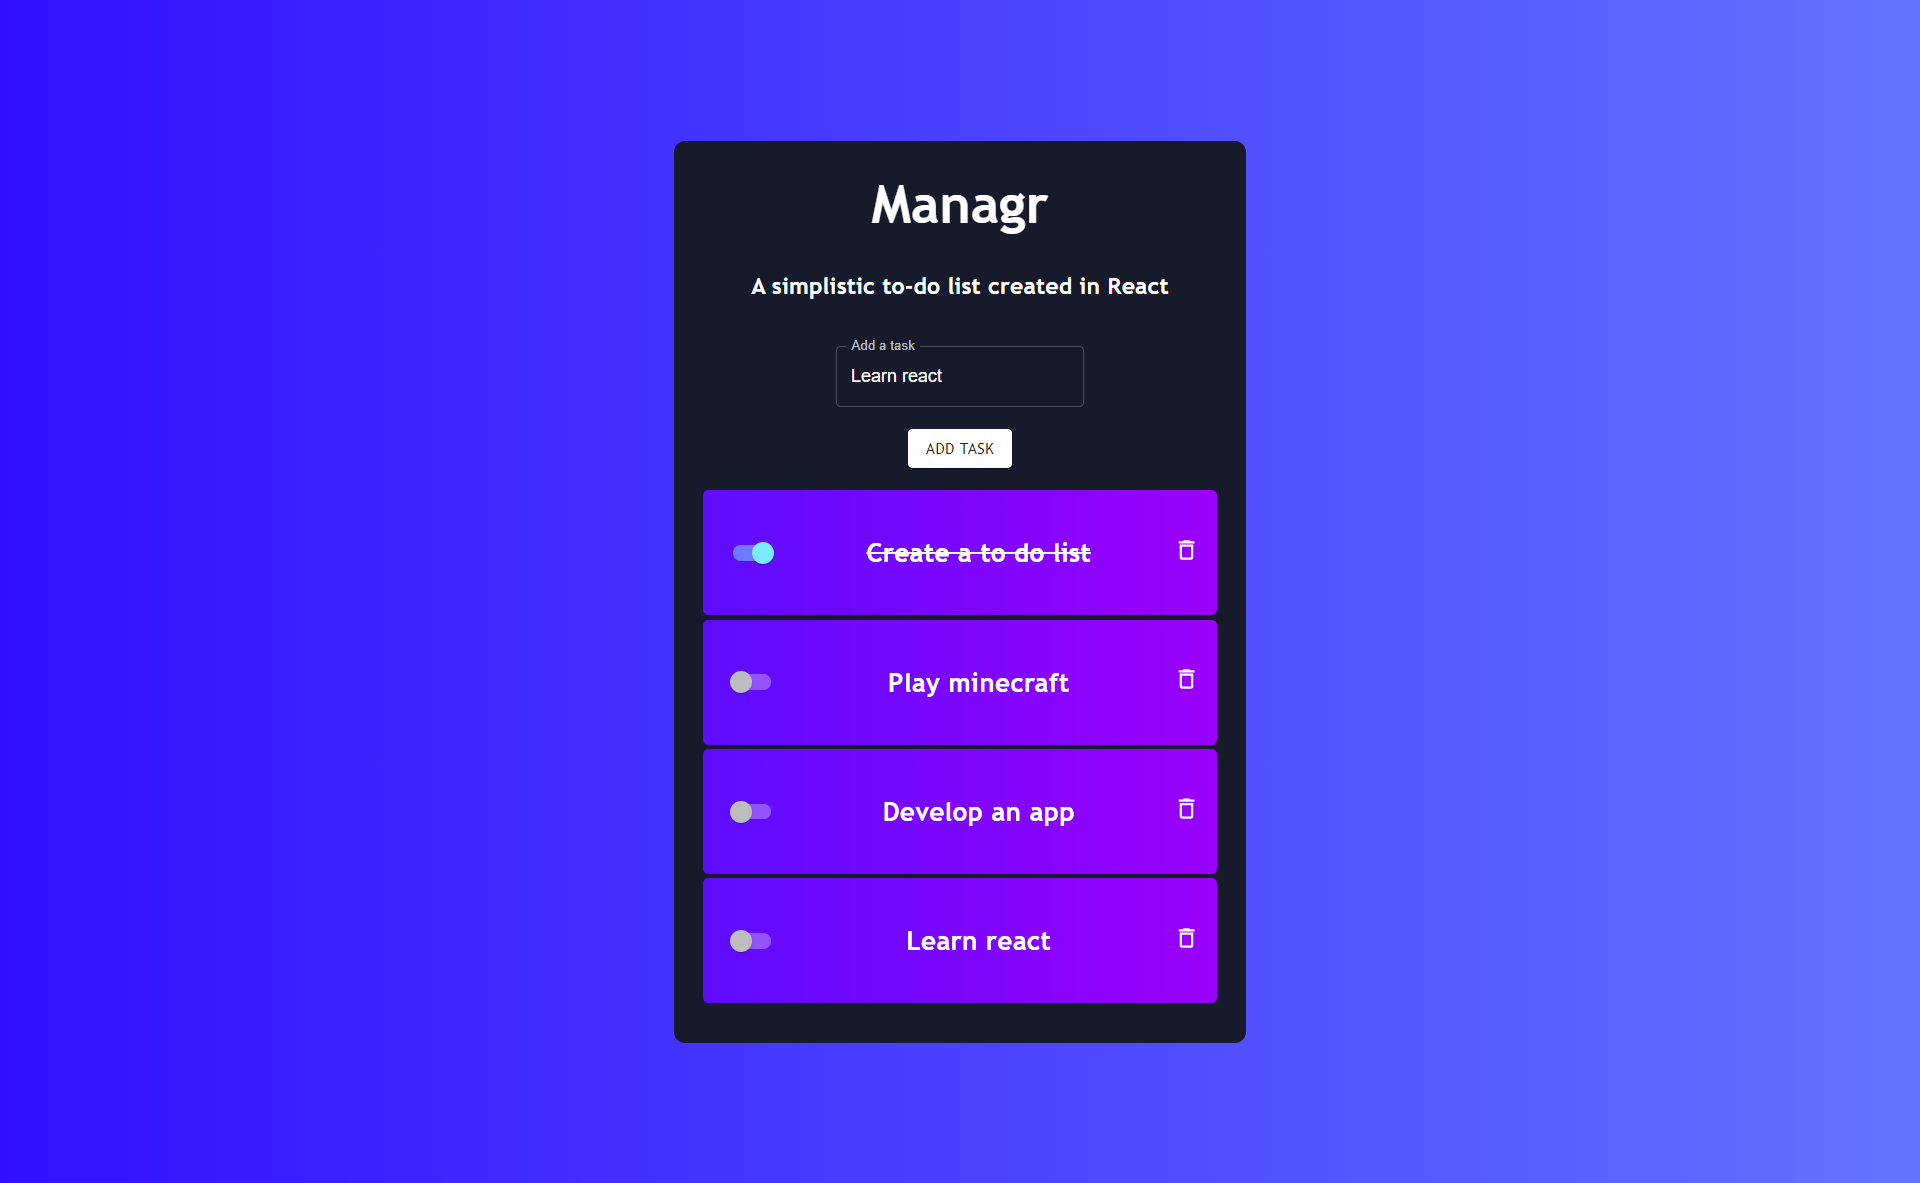 Managr
A simplistic to-do list created in React
Add a task
Learn react
ADD TASK
Create a to do list
Play minecraft
Develop an app
Learn react